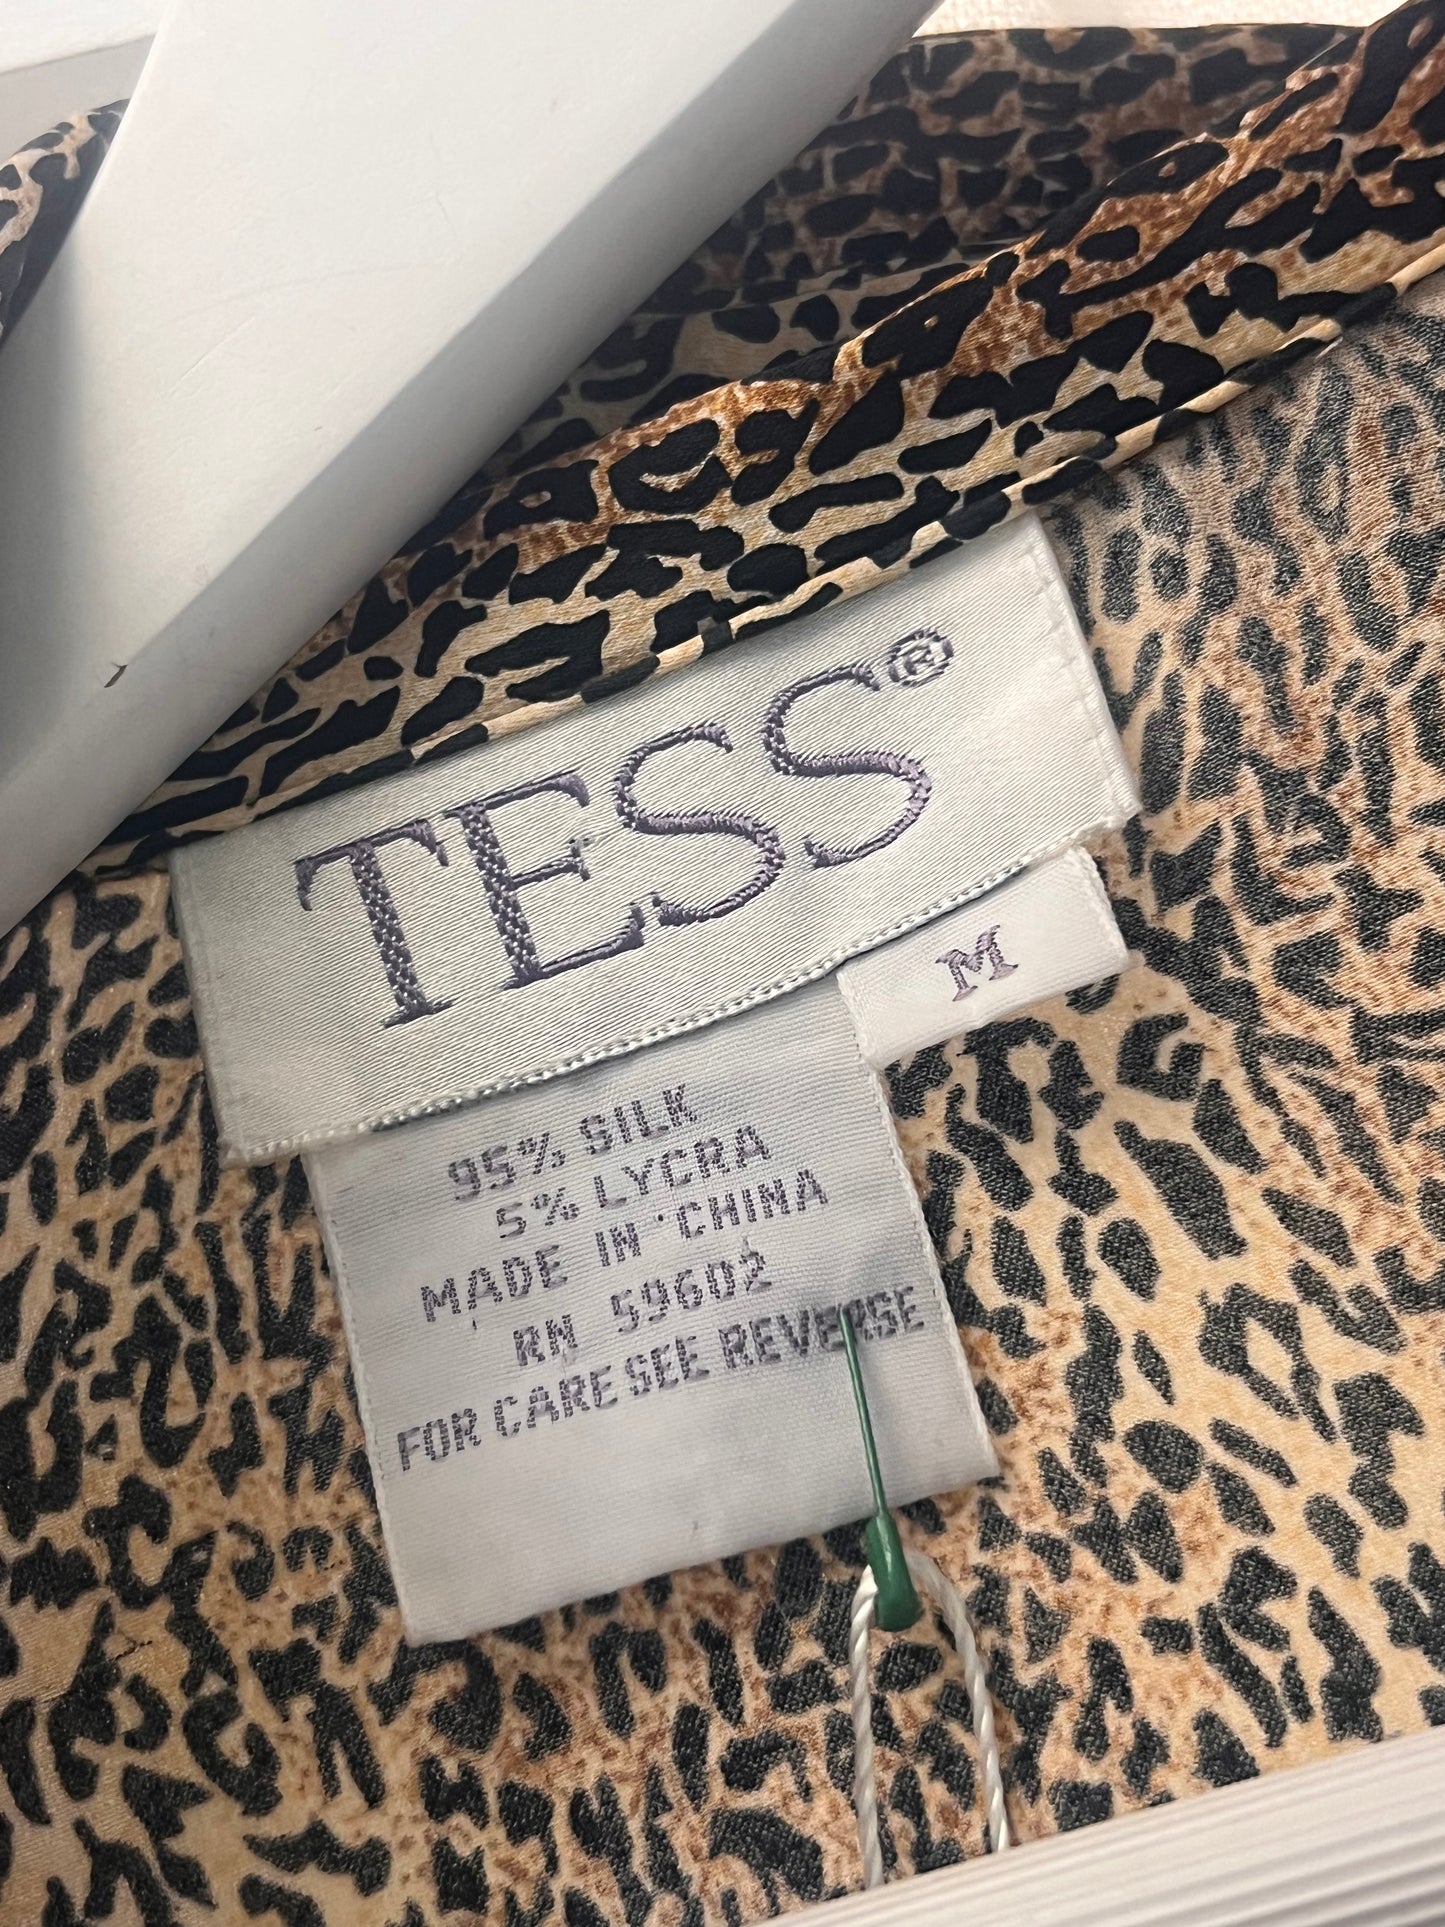 TESS®
M
95% SILK
5% LYCRA
MADE IN CHINA
RN 59602
FOR CARE SEE REVERSE